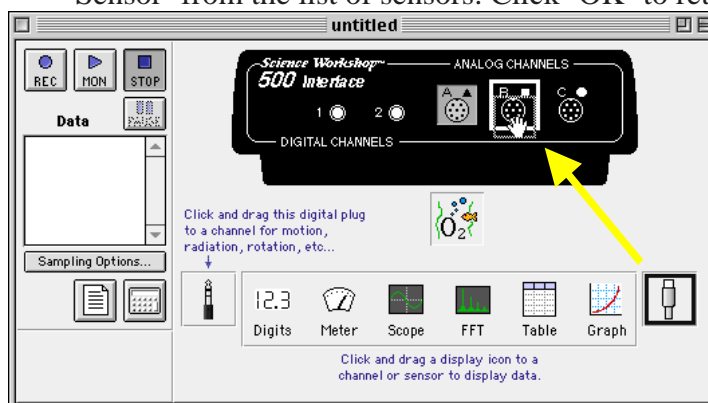 Sensor” from the list of sensors. Click “OK” to
untitled
REC MON STOP
Science Workshop™
500 Interface
ANALOG CHANNELS
A B C
1 2
DIGITAL CHANNELS
Data
PAUSE
Click and drag this digital plug
to a channel for motion,
radiation, rotation, etc...
O2
Sampling Options...
12.3
Digits Meter Scope FFT Table Graph
Click and drag a display icon to a
channel or sensor to display data.